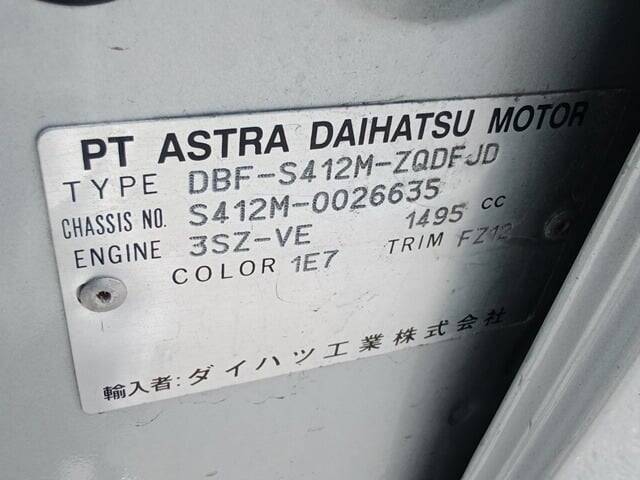 PT ASTRA DAIHATSU MOTOR
TYPE DBF-S412M-ZQDFJD
CHASSIS NO. S412M-0026635
ENGINE 3SZ-VE 1495 CC
COLOR 1E7 TRIM FZ12
輸入者: ダイハツ工業株式会社